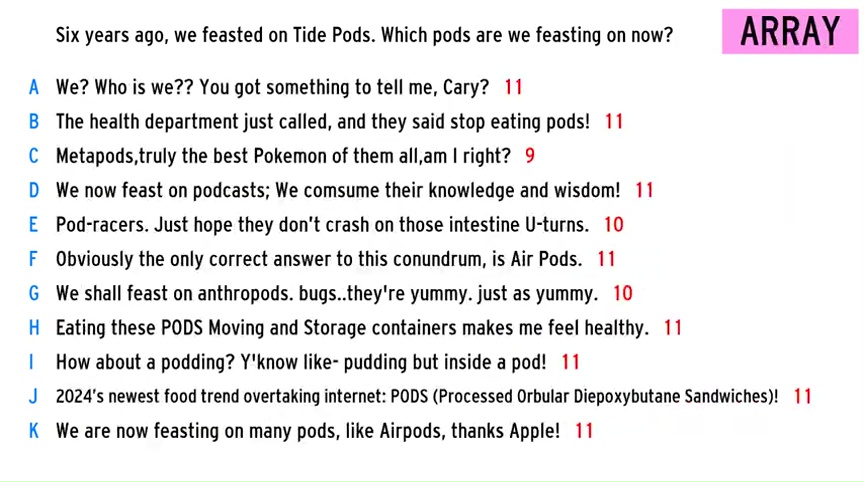 Six years ago, we feasted on Tide Pods. Which pods are we feasting on now?
ARRAY
A We? Who is we?? You got something to tell me, Cary? 11
B The health department just called, and they said stop eating pods! 11
C Metapods,truly the best Pokemon of them all,am I right? 9
D We now feast on podcasts; We comsume their knowledge and wisdom! 11
E Pod-racers. Just hope they don't crash on those intestine U-turns. 10
F Obviously the only correct answer to this conundrum, is Air Pods. 11
G We shall feast on anthropods. bugs..they're yummy. just as yummy. 10
H Eating these PODS Moving and Storage containers makes me feel healthy. 11
I How about a podding? Y'know like- pudding but inside a pod! 11
J 2024's newest food trend overtaking internet: PODS (Processed Orbular Diepoxybutane Sandwiches)! 11
K We are now feasting on many pods, like Airpods, thanks Apple! 11